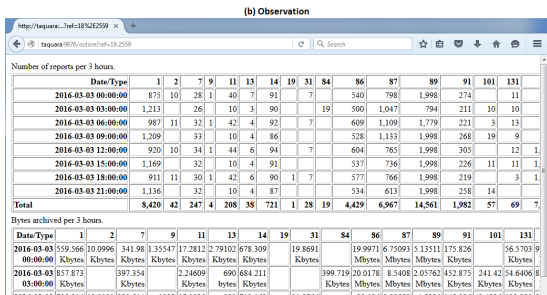 (b) Observation
http://taquara...?ref=18%2E2559 × +
taquara:9876/ostore?ref=18.2559 Search
Number of reports per 3 hours.
Date/Type 1 2 7 9 11 13 14 19 31 84 86 87 89 91 101 131
2016-03-03 00:00:00 875 10 28 1 40 7 91 7 540 798 1,998 274 11
2016-03-03 03:00:00 1,213 26 10 3 90 19 500 1,047 794 211 10 10
2016-03-03 06:00:00 987 11 32 1 42 4 92 7 609 1,109 1,779 221 3 13
2016-03-03 09:00:00 1,209 33 10 4 86 528 1,133 1,998 268 19 9
2016-03-03 12:00:00 920 10 34 1 44 6 94 7 604 765 1,998 305 12 1,
2016-03-03 15:00:00 1,169 32 10 4 91 537 736 1,998 226 11 11 1,
2016-03-03 18:00:00 911 11 30 1 42 6 90 1 7 577 766 1,998 219 3 1,
2016-03-03 21:00:00 1,136 32 10 4 87 534 613 1,998 258 14
Total 8,420 42 247 4 208 38 721 1 28 19 4,429 6,967 14,561 1,982 57 69 7,
Bytes archived per 3 hours.
Date/Type 1 2 7 9 11 13 14 19 31 84 86 87 89 91 101 131
2016-03-03 559.566 10.0996 341.98 1.35547 17.2812 2.79102 678.309 19.8691 19.9971 6.75093 5.13511 175.826 56.5703 9
00:00:00 Kbytes Kbytes Kbytes Kbytes Kbytes Kbytes Kbytes Kbytes Mbytes Mbytes Mbytes Kbytes Kbytes
2016-03-03 857.873 397.354 2.24609 690 684.211 399.719 20.0178 8.5408 2.05762 452.875 241.42 54.6406 8
03:00:00 Kbytes Kbytes Kbytes bytes Kbytes Kbytes Mbytes Mbytes Mbytes Kbytes Kbytes Kbytes